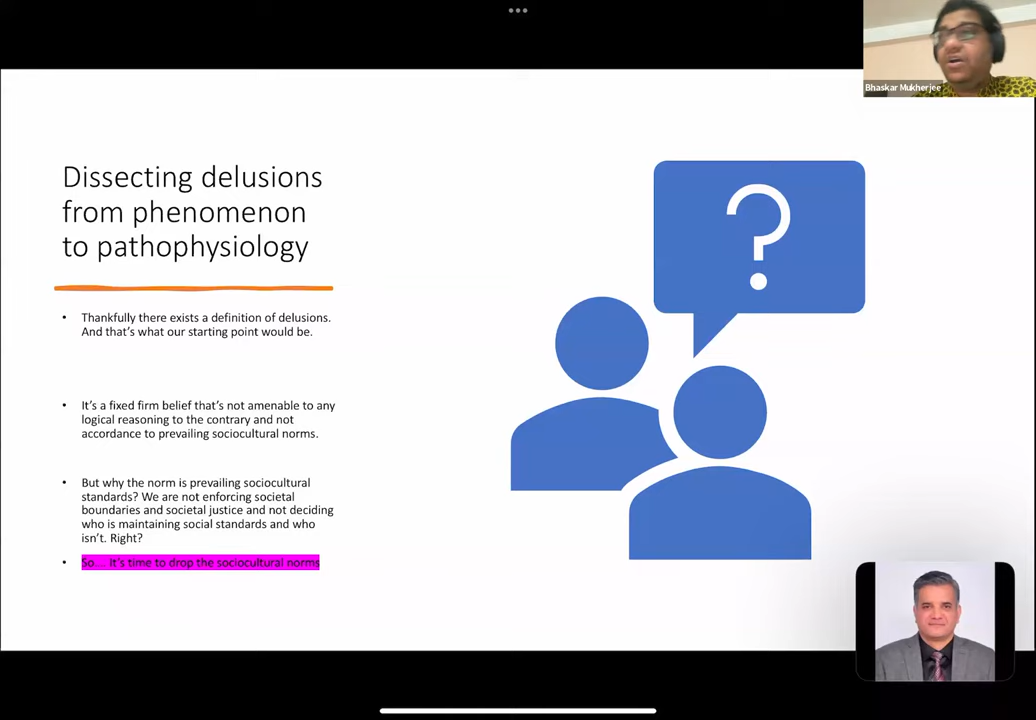 Bhaskar Mukherjee
Dissecting delusions
from phenomenon
to pathophysiology
• Thankfully there exists a definition of delusions.
And that's what our starting point would be.
• It's a fixed firm belief that's not amenable to any
logical reasoning to the contrary and not
accordance to prevailing sociocultural norms.
• But why the norm is prevailing sociocultural
standards? We are not enforcing societal
boundaries and societal justice and not deciding
who is maintaining social standards and who
isn't. Right?
• So... It's time to drop the sociocultural norms
?